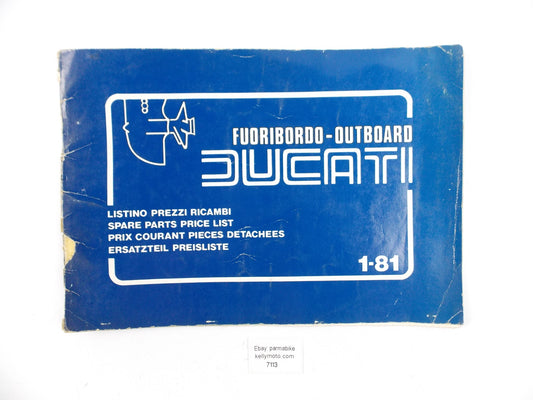 FUORIBORDO-OUTBOARD
DUCATI
LISTINO PREZZI RICAMBI
SPARE PARTS PRICE LIST
PRIX COURANT PIECES DETACHEES
ERSATZTEIL PREISLISTE
1-81
Ebay parmabike
kellymoto.com
7113